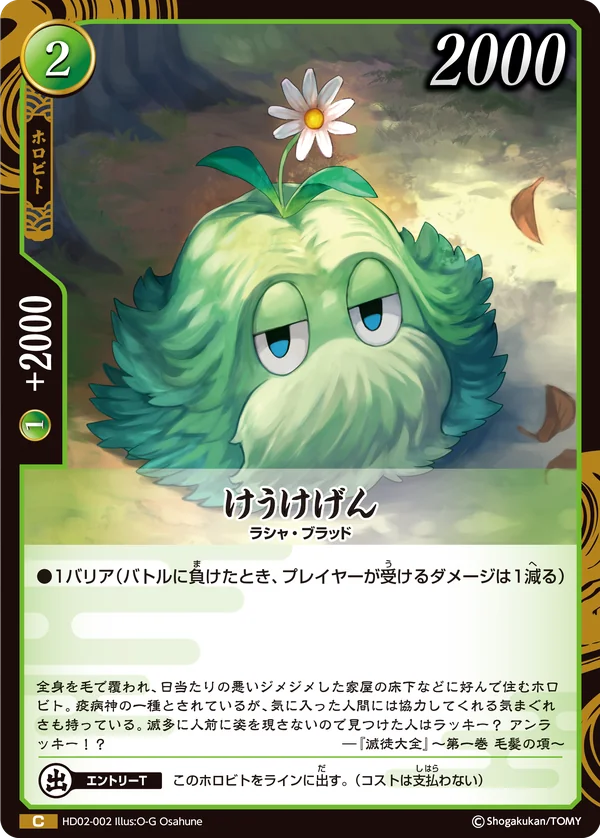 2
2000
ホロビト
+2000
1
けうけげん
ラシャ・ブラッド
●1バリア(バトルに負けたとき、プレイヤーが受けるダメージは1減る)
全身を毛で覆われ、日当たりの悪いジメジメした家屋の床下などに好んで住むホロ
ビト。疫病神の一種とされているが、気に入った人間には協力してくれる気まぐれ
さも持っている。滅多に人前に姿を現さないので見つけた人はラッキー? アンラ
ッキー!? ―『滅徒大全』〜第一巻 毛髪の項〜
出 エントリーT このホロビトをラインに出す。(コストは支払わない)
C HD02-002 Illus:O-G Osahune ©Shogakukan/TOMY